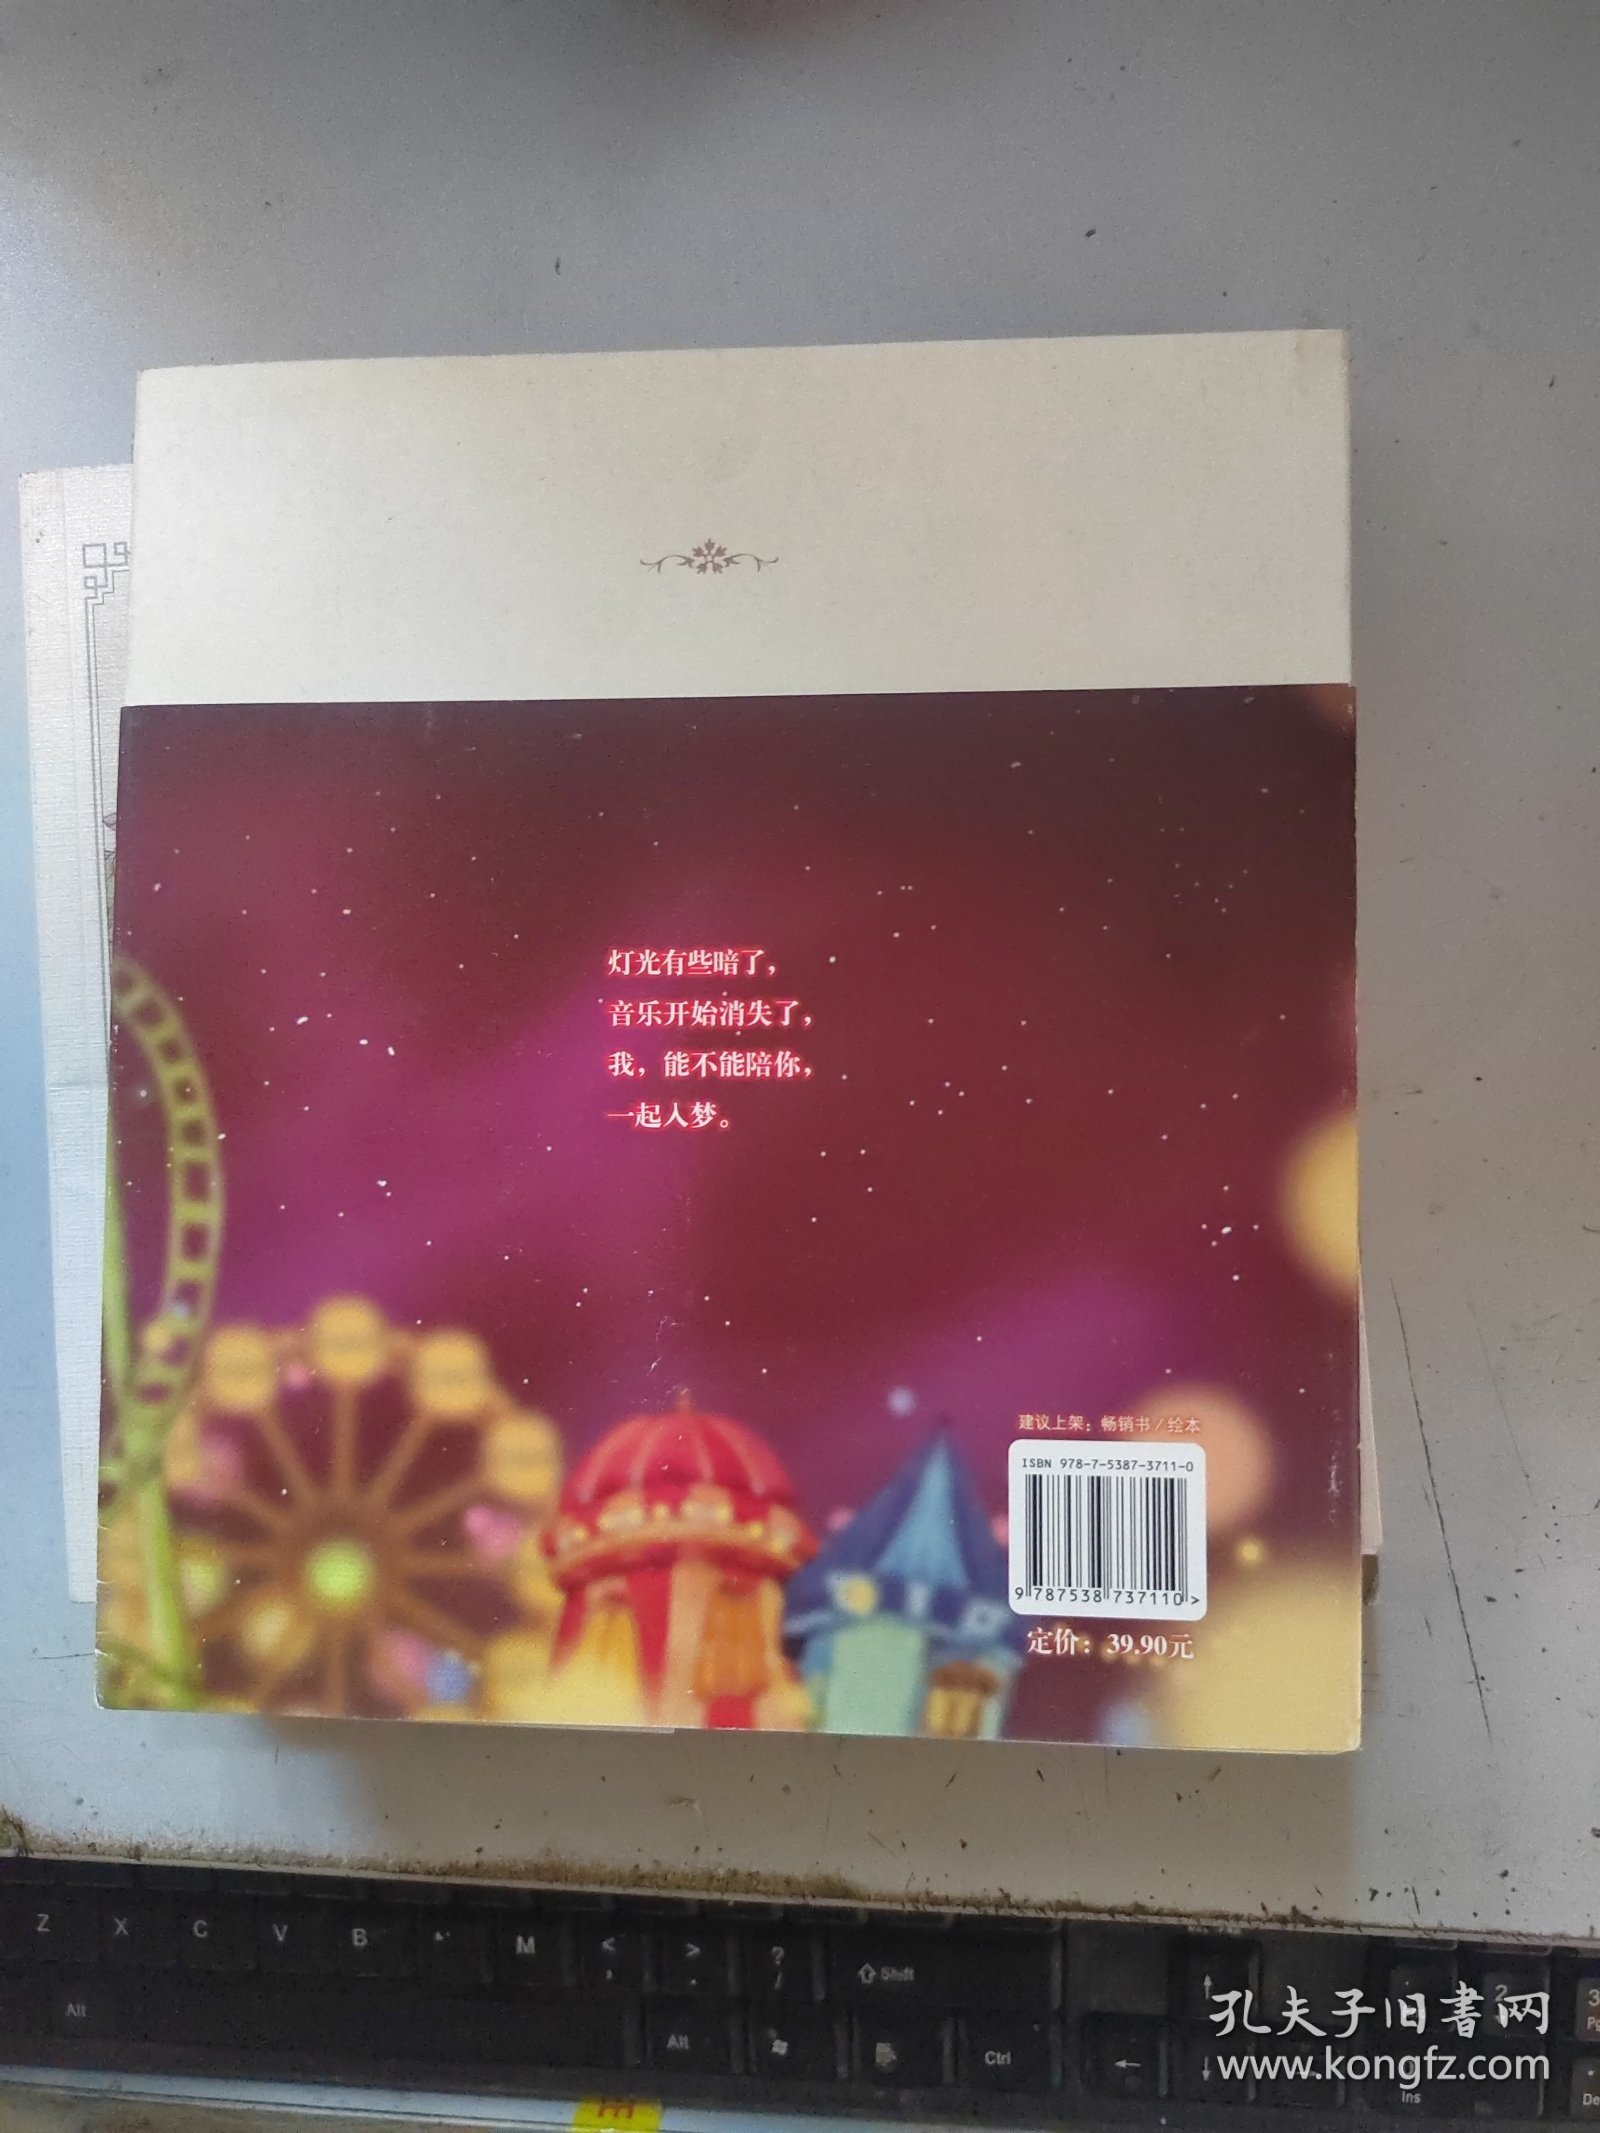 灯光有些暗了，
音乐开始消失了，
我，能不能陪你，
一起入梦。
建议上架：畅销书/绘本
ISBN 978-7-5387-3711-0
9 787538 737110 >
定价：39.90元
Z X C V B M < , > . ? /
Shift
Alt
Alt
Ctrl
Ins
孔夫子旧書网
www.kongfz.com